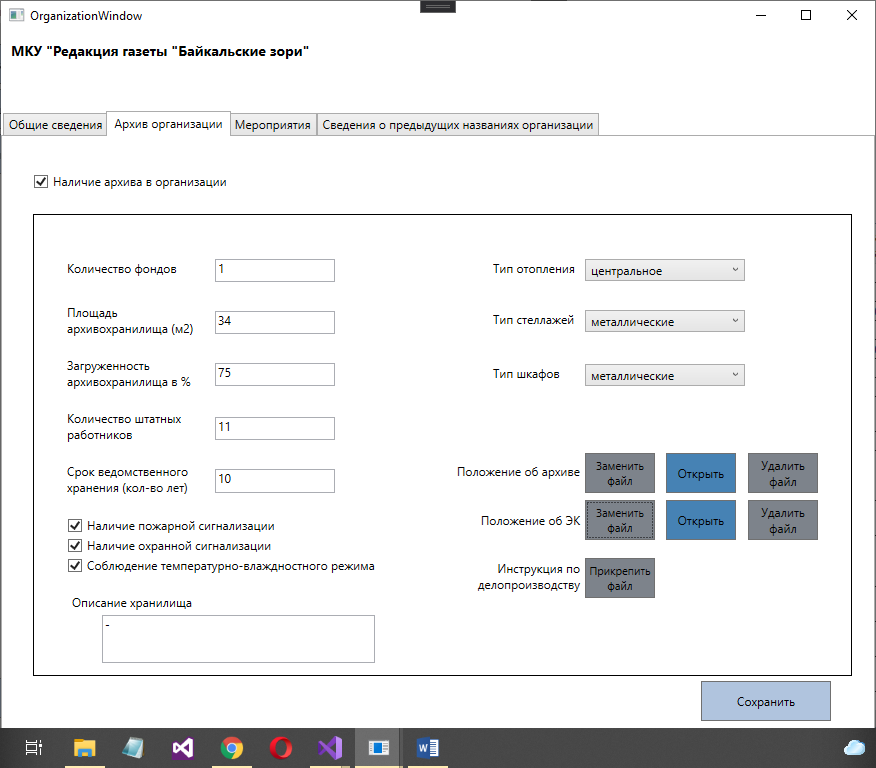 OrganizationWindow
МКУ "Редакция газеты "Байкальские зори"
Общие сведения
Архив организации
Мероприятия
Сведения о предыдущих названиях организации
Наличие архива в организации
Количество фондов
1
Площадь
архивохранилища (м2)
34
Загруженность
архивохранилища в %
75
Количество штатных
работников
11
Срок ведомственного
хранения (кол-во лет)
10
Наличие пожарной сигнализации
Наличие охранной сигнализации
Соблюдение температурно-влаждностного режима
Описание хранилища
-
Тип отопления
центральное
Тип стеллажей
металлические
Тип шкафов
металлические
Положение об архиве
Заменить
файл
Открыть
Удалить
файл
Положение об ЭК
Заменить
файл
Открыть
Удалить
файл
Инструкция по
делопроизводству
Прикрепить
файл
Сохранить